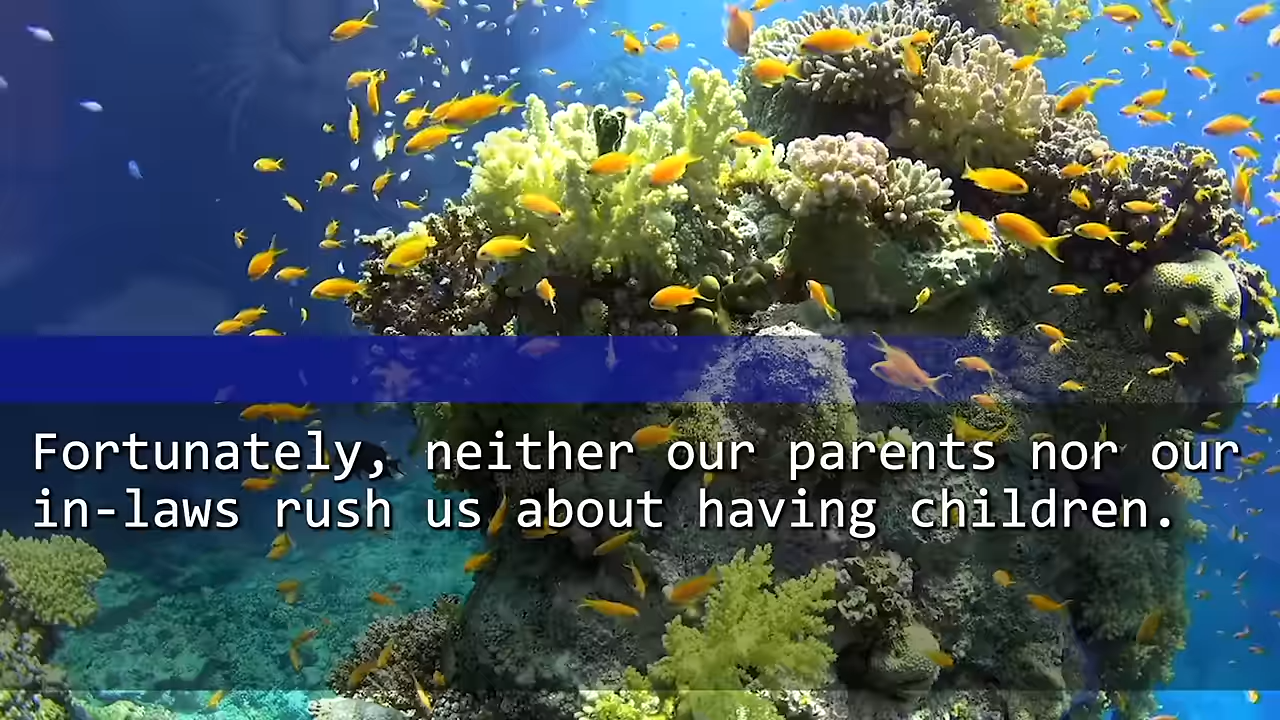 Fortunately, neither our parents nor our
in-laws rush us about having children.